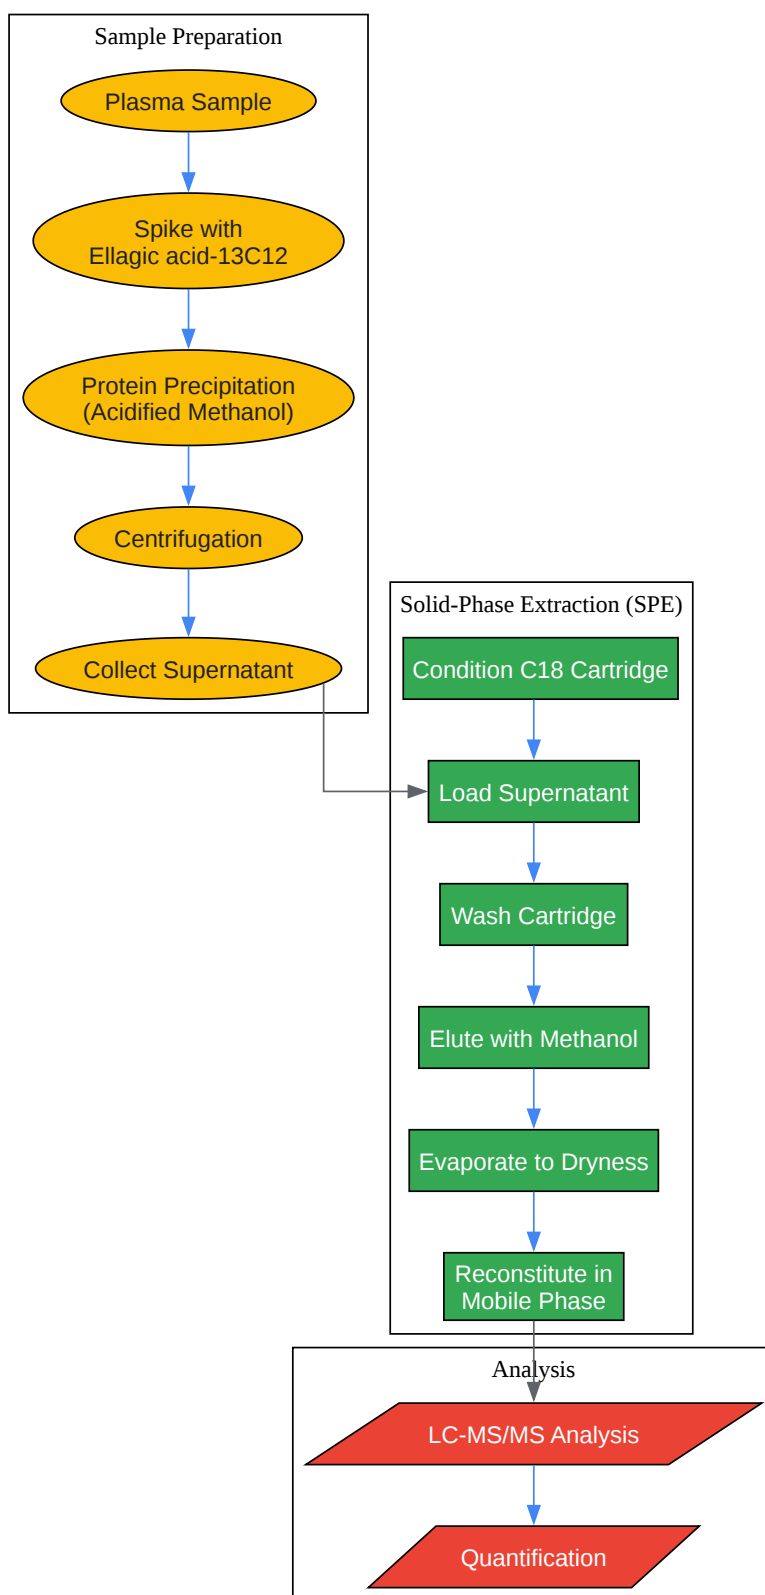 Sample Preparation
Plasma Sample
Spike with
Ellagic acid-13C12
Protein Precipitation
(Acidified Methanol)
Centrifugation
Collect Supernatant
Solid-Phase Extraction (SPE)
Condition C18 Cartridge
Load Supernatant
Wash Cartridge
Elute with Methanol
Evaporate to Dryness
Reconstitute in
Mobile Phase
Analysis
LC-MS/MS Analysis
Quantification